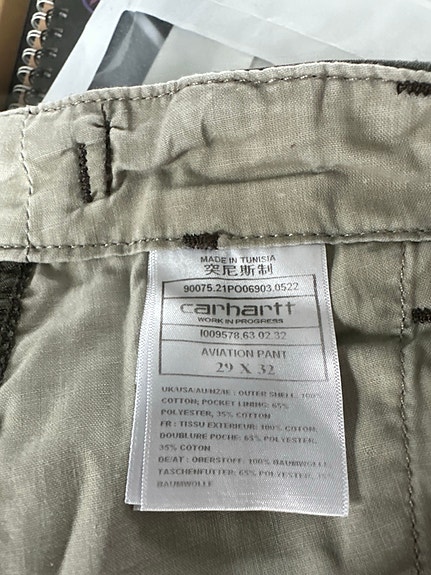 MADE IN TUNISIA
突尼斯制
90075.21PO06903.0522
carhartt
WORK IN PROGRESS
I009578.63 02 32
AVIATION PANT
29 X 32
UK/USA/AU/NZ/IE : OUTER SHELL: 100%
COTTON; POCKET LINING: 65%
POLYESTER, 35% COTTON
FR : TISSU EXTERIEUR: 100% COTON,
DOUBLURE POCHE: 65% POLYESTER,
35% COTON
DE/AT : OBERSTOFF: 100% BAUMWOLLE,
TASCHENFUTTER: 65% POLYESTER,
BAUMWOLLE